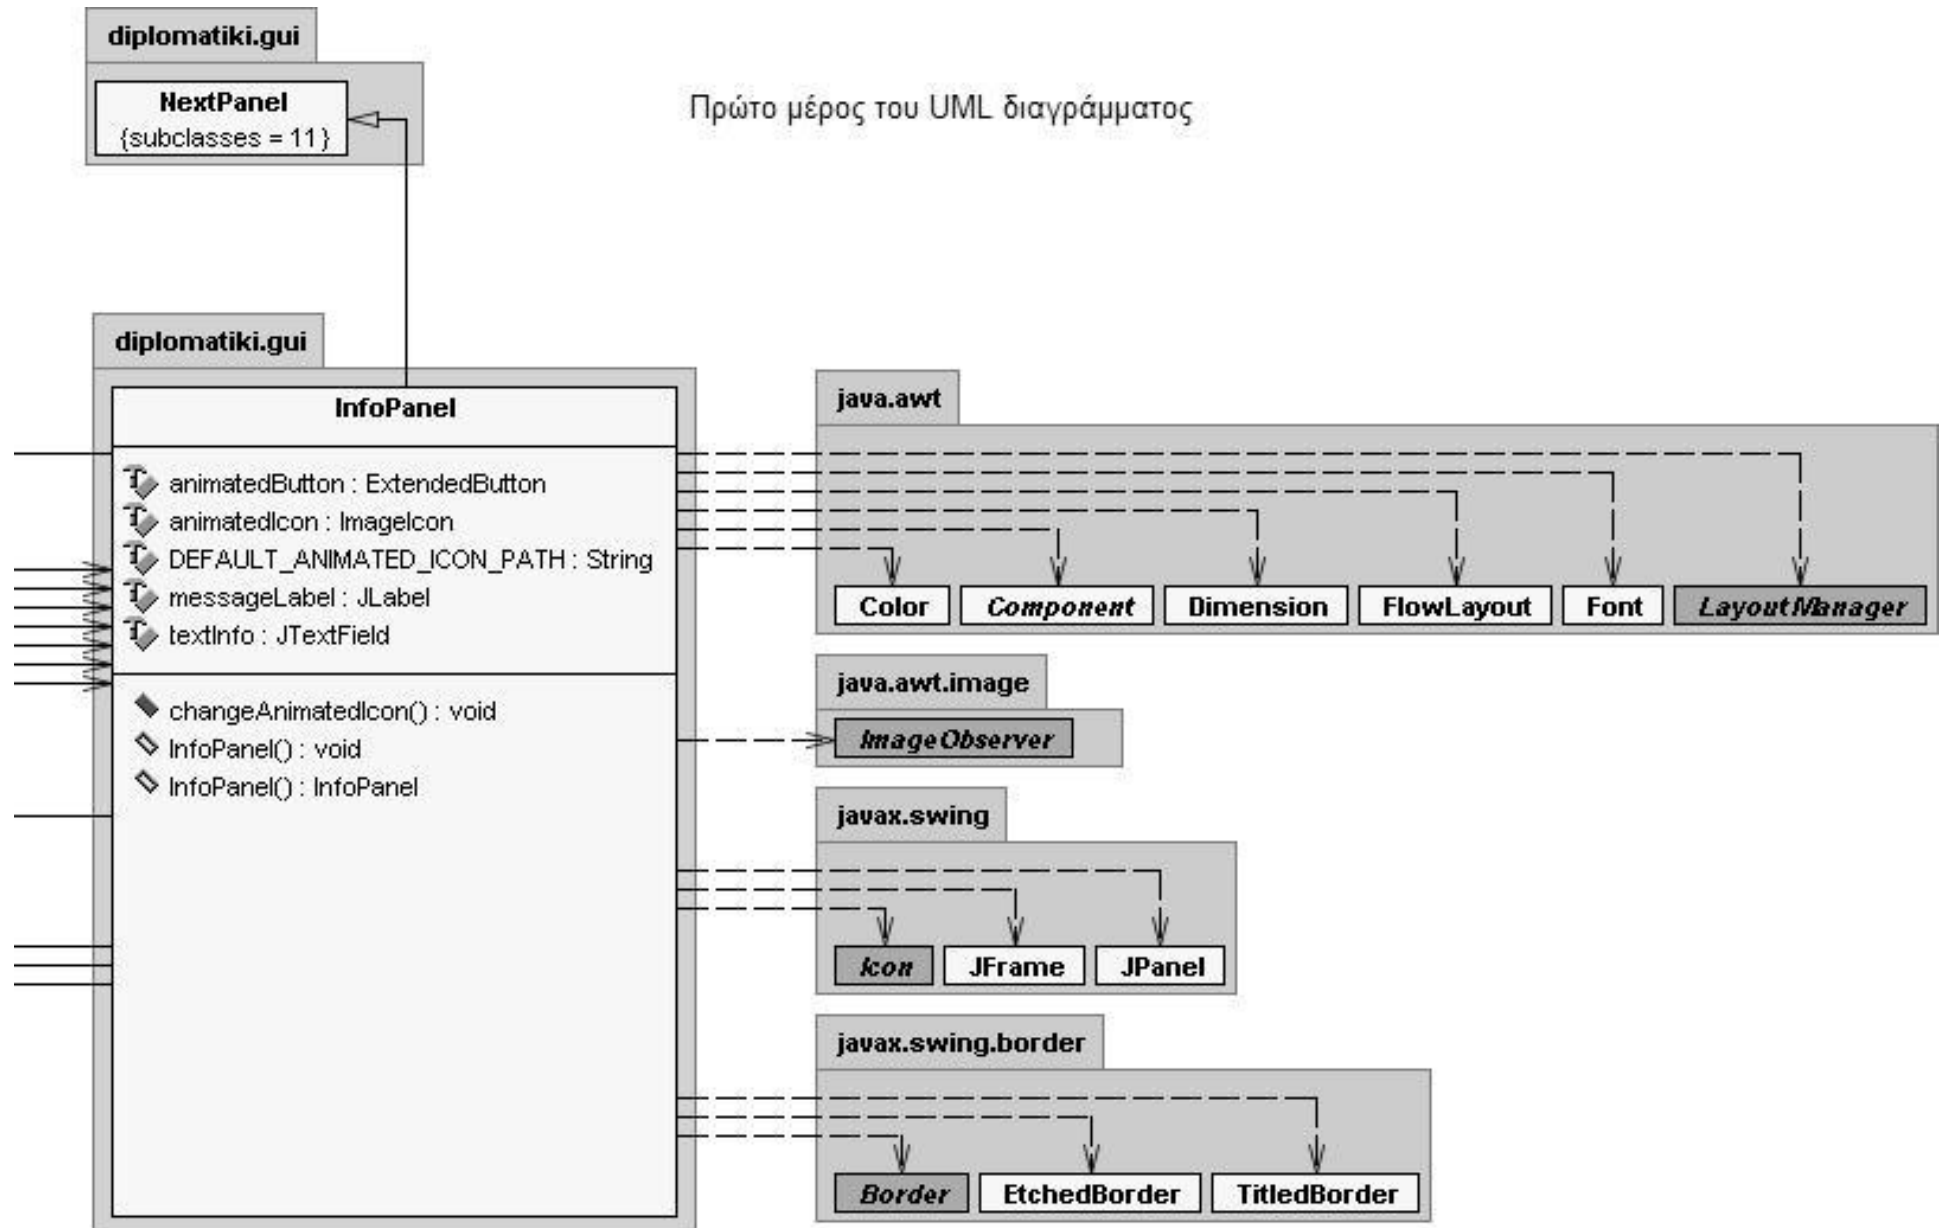 diplomatiki.gui
NextPanel
{subclasses = 11}
Πρώτο μέρος του UML διαγράμματος
diplomatiki.gui
InfoPanel
animatedButton : ExtendedButton
animatedIcon : ImageIcon
DEFAULT_ANIMATED_ICON_PATH : String
messageLabel : JLabel
textInfo : JTextField
changeAnimatedIcon() : void
InfoPanel() : void
InfoPanel() : InfoPanel
java.awt
Color Component Dimension FlowLayout Font LayoutManager
java.awt.image
ImageObserver
javax.swing
Icon JFrame JPanel
javax.swing.border
Border EtchedBorder TitledBorder